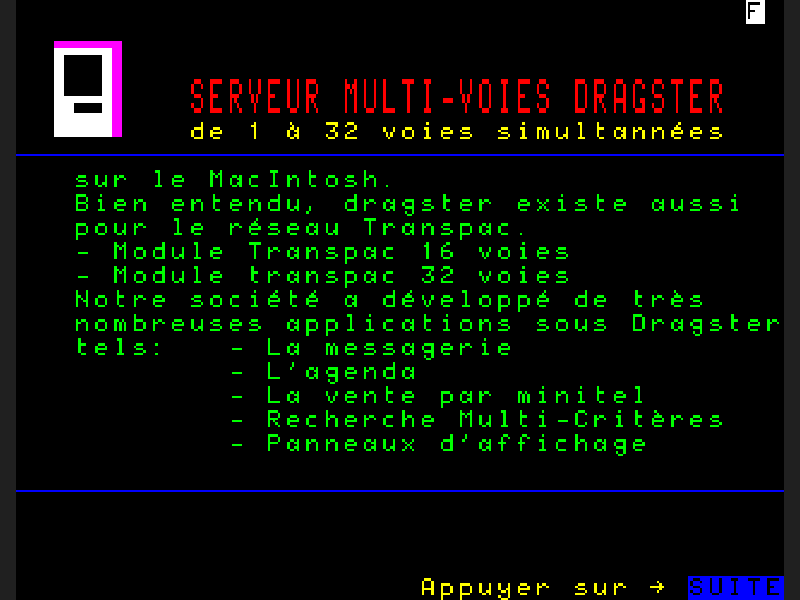 F
SERVEUR MULTI-VOIES DRAGSTER
de 1 à 32 voies simultannées
sur le MacIntosh.
Bien entendu, dragster existe aussi
pour le réseau Transpac.
- Module Transpac 16 voies
- Module transpac 32 voies
Notre société a développé de très
nombreuses applications sous Dragster
tels: - La messagerie
- L'agenda
- La vente par minitel
- Recherche Multi-Critères
- Panneaux d'affichage
Appuyer sur → SUITE